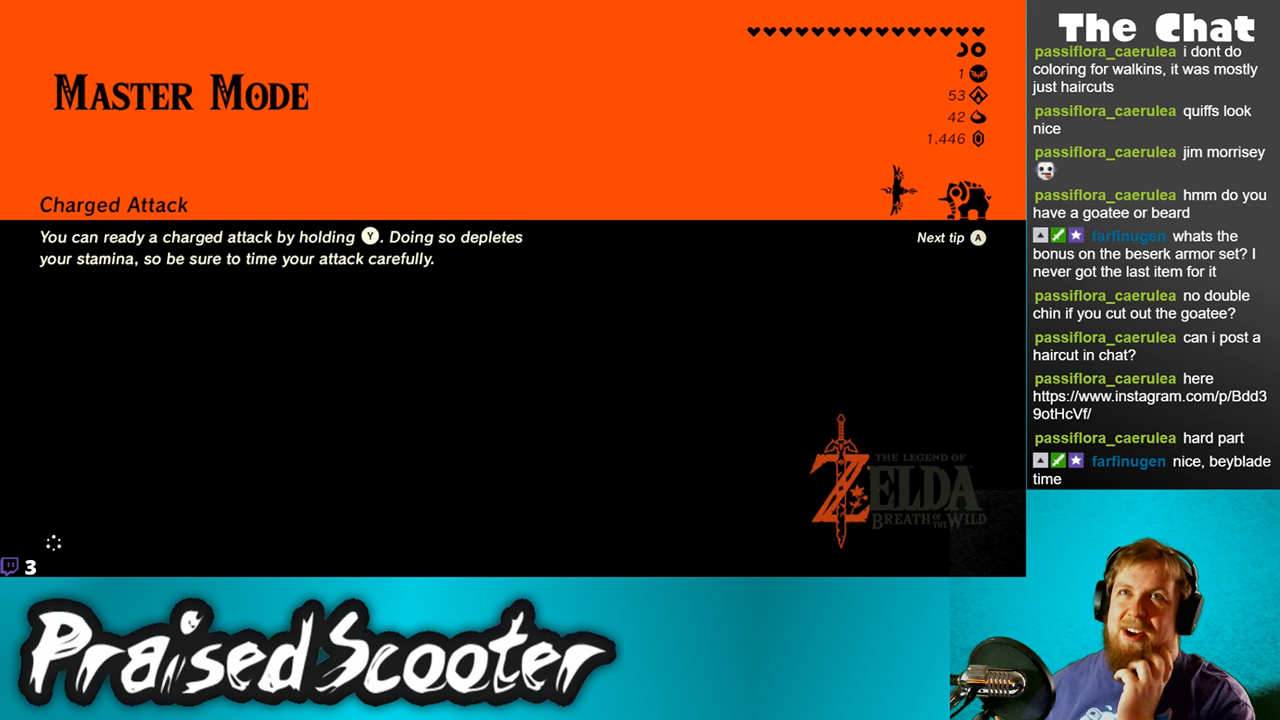 Master Mode
1
53
42
1,446
Charged Attack
You can ready a charged attack by holding Y. Doing so depletes
your stamina, so be sure to time your attack carefully.
Next tip A
THE LEGEND OF
ZELDA
BREATH OF THE WILD
3
PraisedScooter
The Chat
passiflora_caerulea i dont do
coloring for walkins, it was mostly
just haircuts
passiflora_caerulea quiffs look
nice
passiflora_caerulea jim morrisey
passiflora_caerulea hmm do you
have a goatee or beard
farfinugen whats the
bonus on the beserk armor set? I
never got the last item for it
passiflora_caerulea no double
chin if you cut out the goatee?
passiflora_caerulea can i post a
haircut in chat?
passiflora_caerulea here
https://www.instagram.com/p/Bdd3
9otHcVf/
passiflora_caerulea hard part
farfinugen nice, beyblade
time